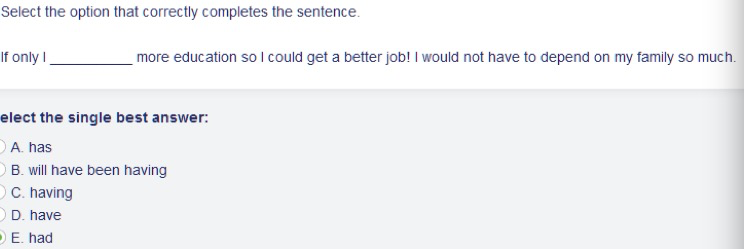 Select the option that correctly completes the sentence.
If only I __________ more education so I could get a better job! I would not have to depend on my family so much.
elect the single best answer:
A. has
B. will have been having
C. having
D. have
E. had